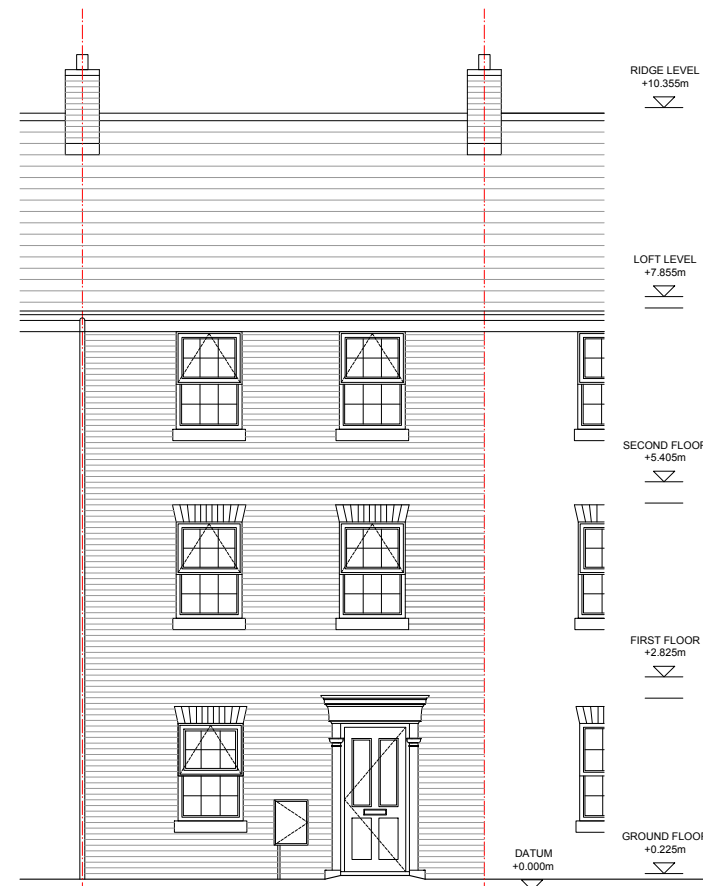 RIDGE LEVEL
+10.355m
LOFT LEVEL
+7.855m
SECOND FLOOR
+5.405m
FIRST FLOOR
+2.825m
GROUND FLOOR
+0.225m
DATUM
+0.000m